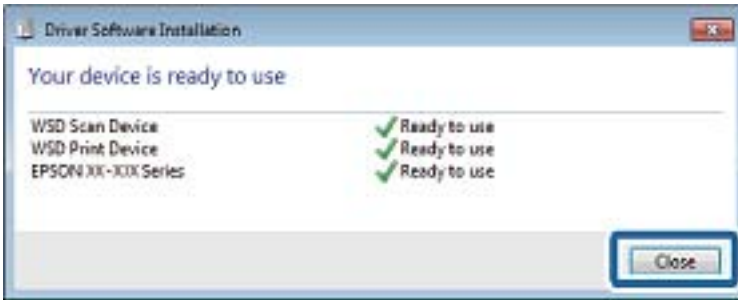 Driver Software Installation
Your device is ready to use
WSD Scan Device Ready to use
WSD Print Device Ready to use
EPSON XX-XXX Series Ready to use
Close